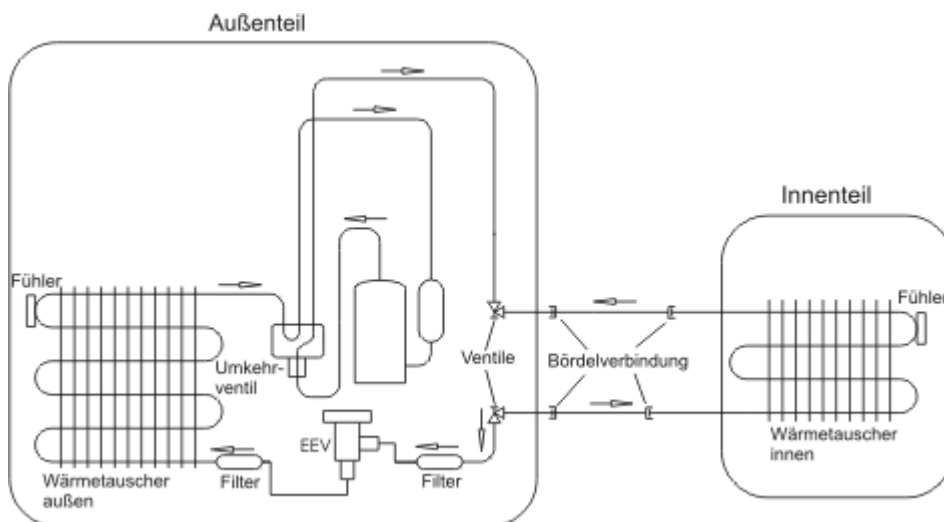 Außenteil
Innenteil
Fühler
Fühler
Umkehr-
ventil
Ventile
Bördelverbindung
EEV
Wärmetauscher
außen
Filter
Filter
Wärmetauscher
innen